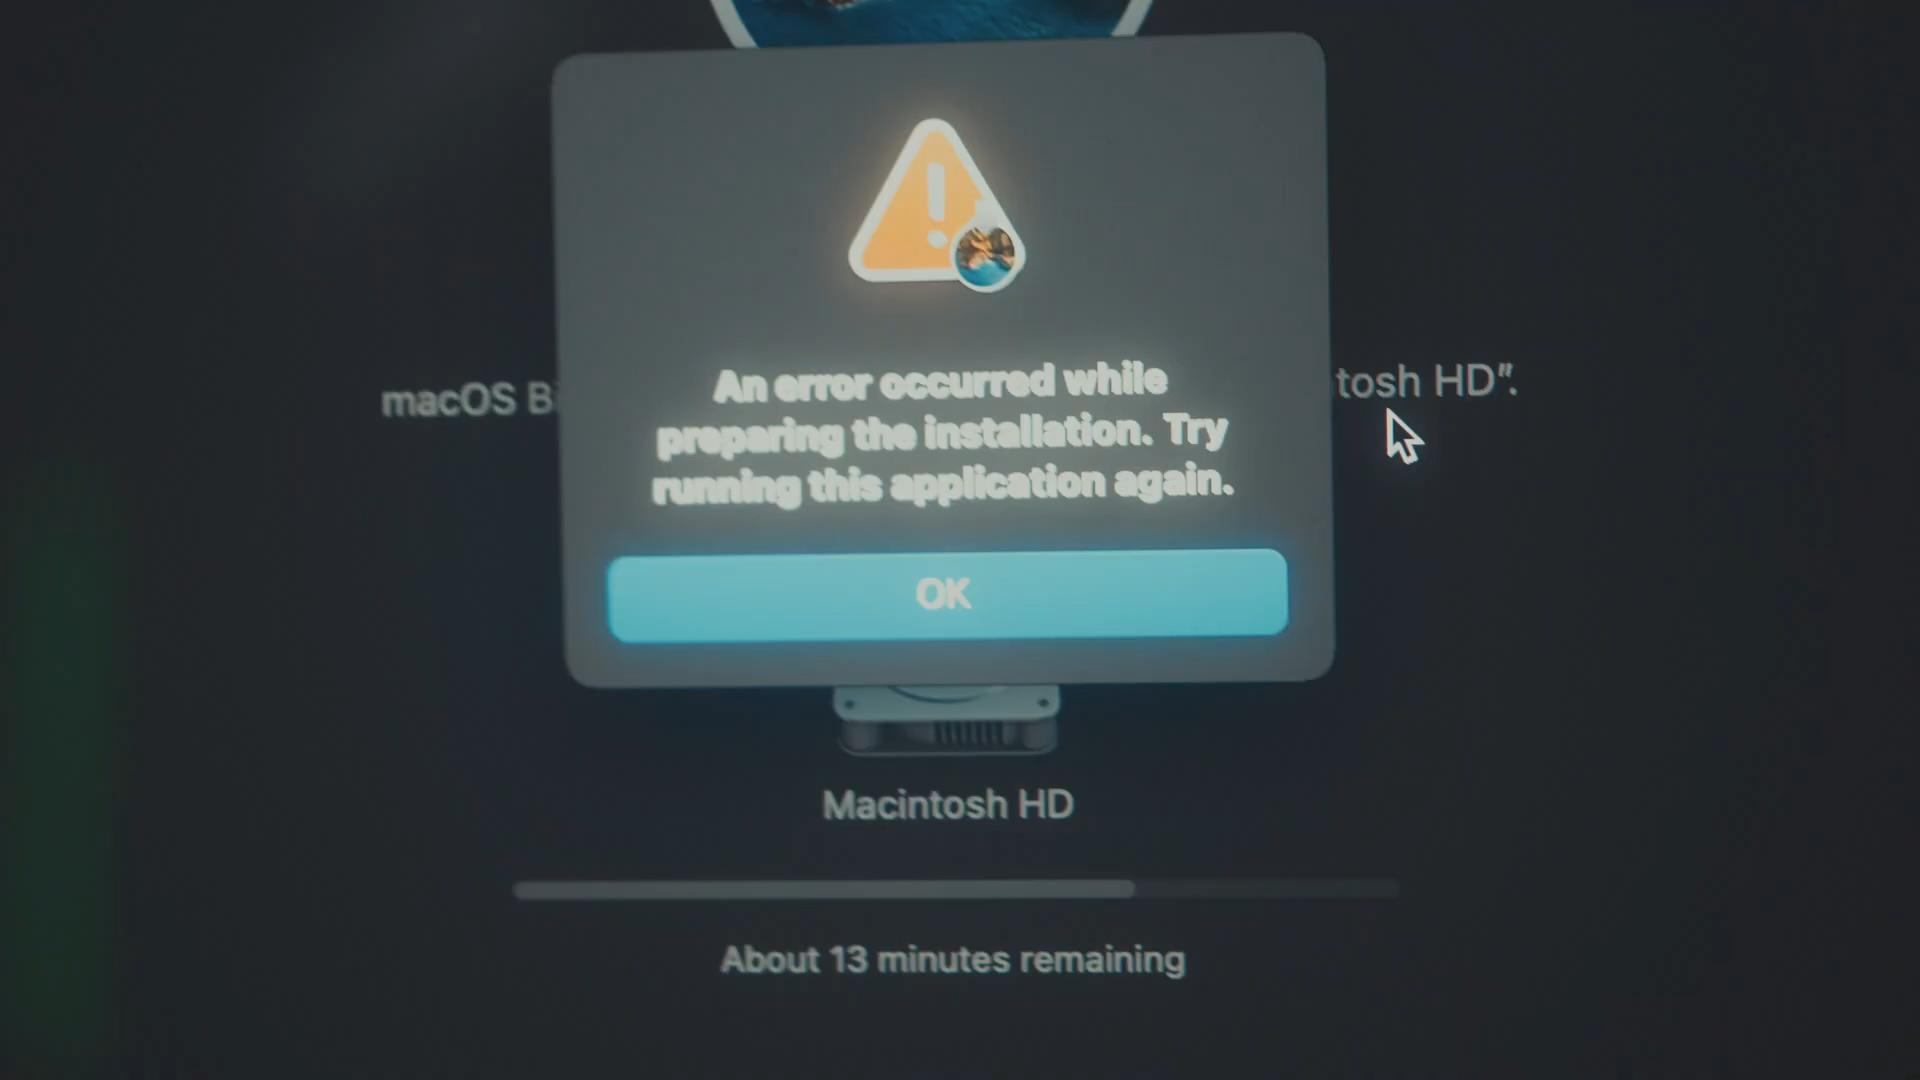 An error occurred while
preparing the installation. Try
running this application again.
OK
macOS Bi
tosh HD”.
Macintosh HD
About 13 minutes remaining